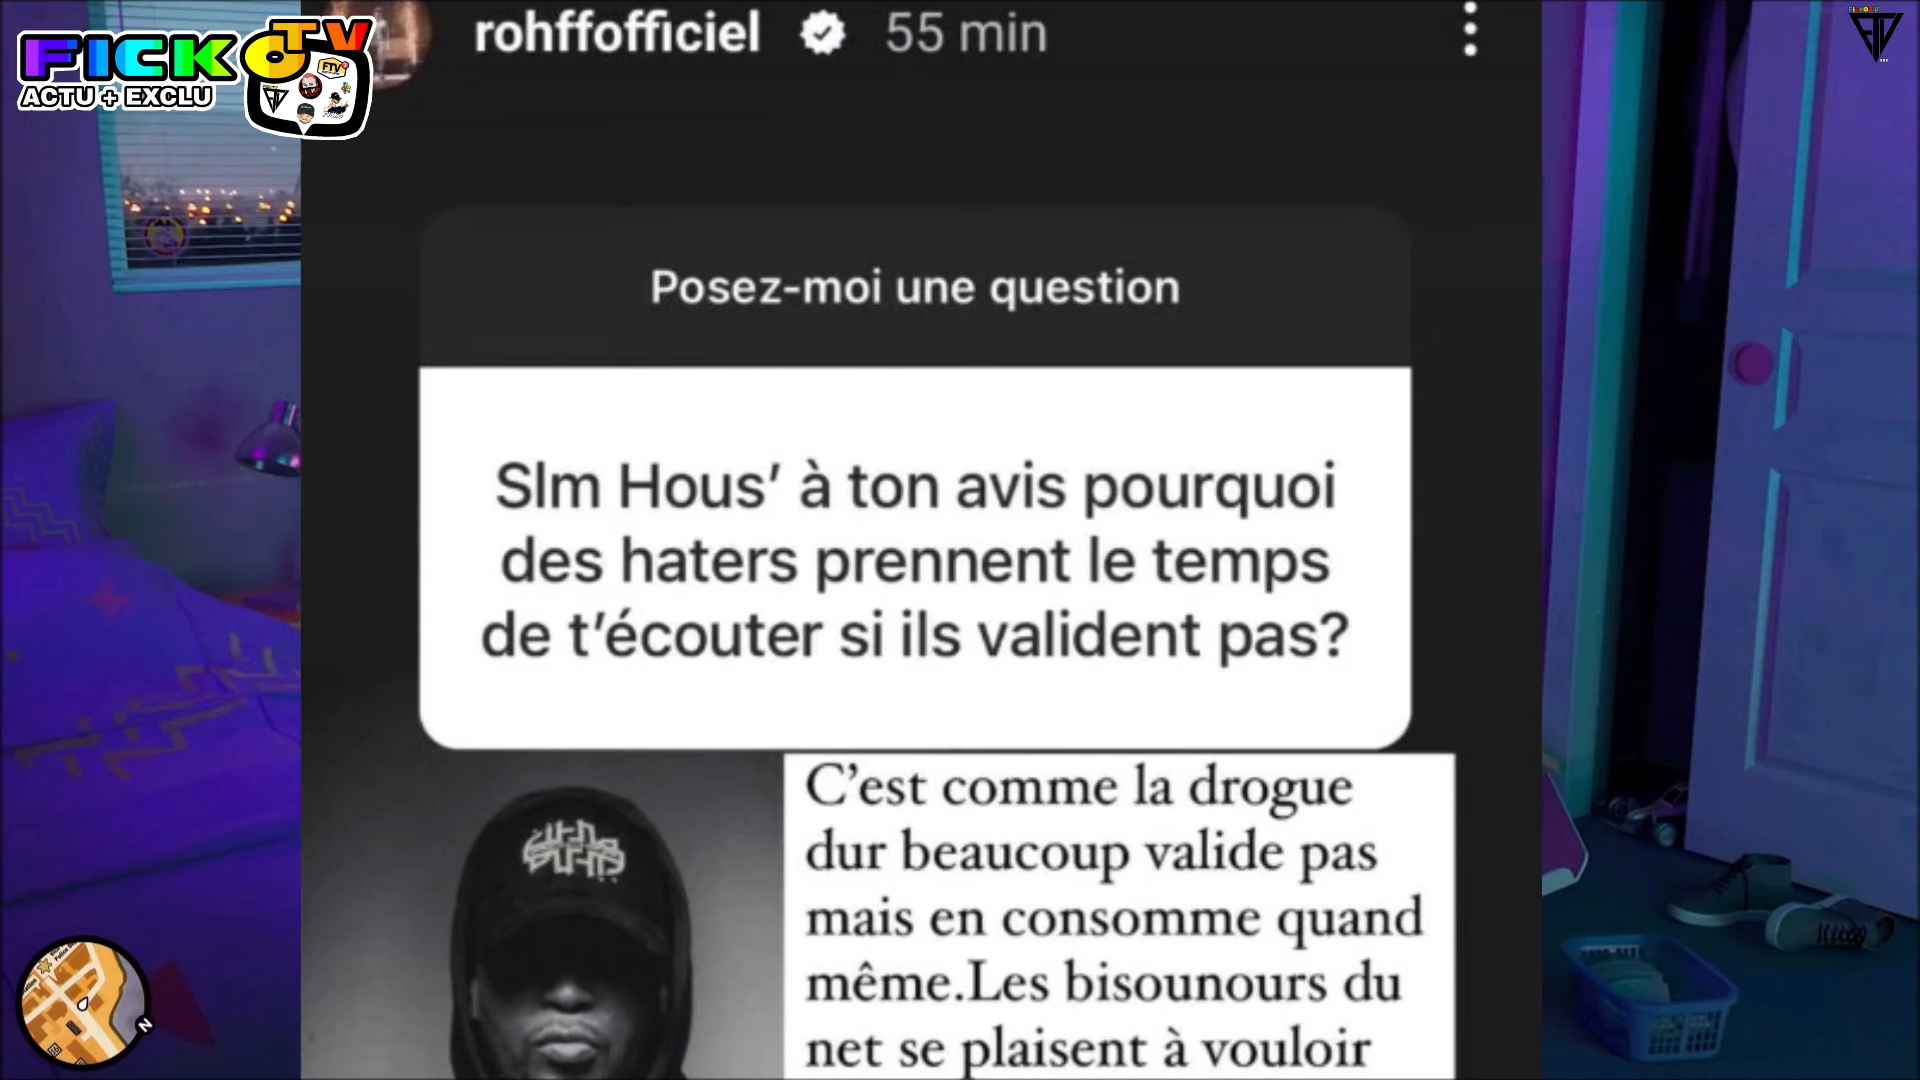 FICKO TV
ACTU + EXCLU
FTV
rohffofficiel 55 min
Posez-moi une question
Slm Hous’ à ton avis pourquoi
des haters prennent le temps
de t’écouter si ils valident pas?
C’est comme la drogue
dur beaucoup valide pas
mais en consomme quand
même.Les bisounours du
net se plaisent à vouloir
N